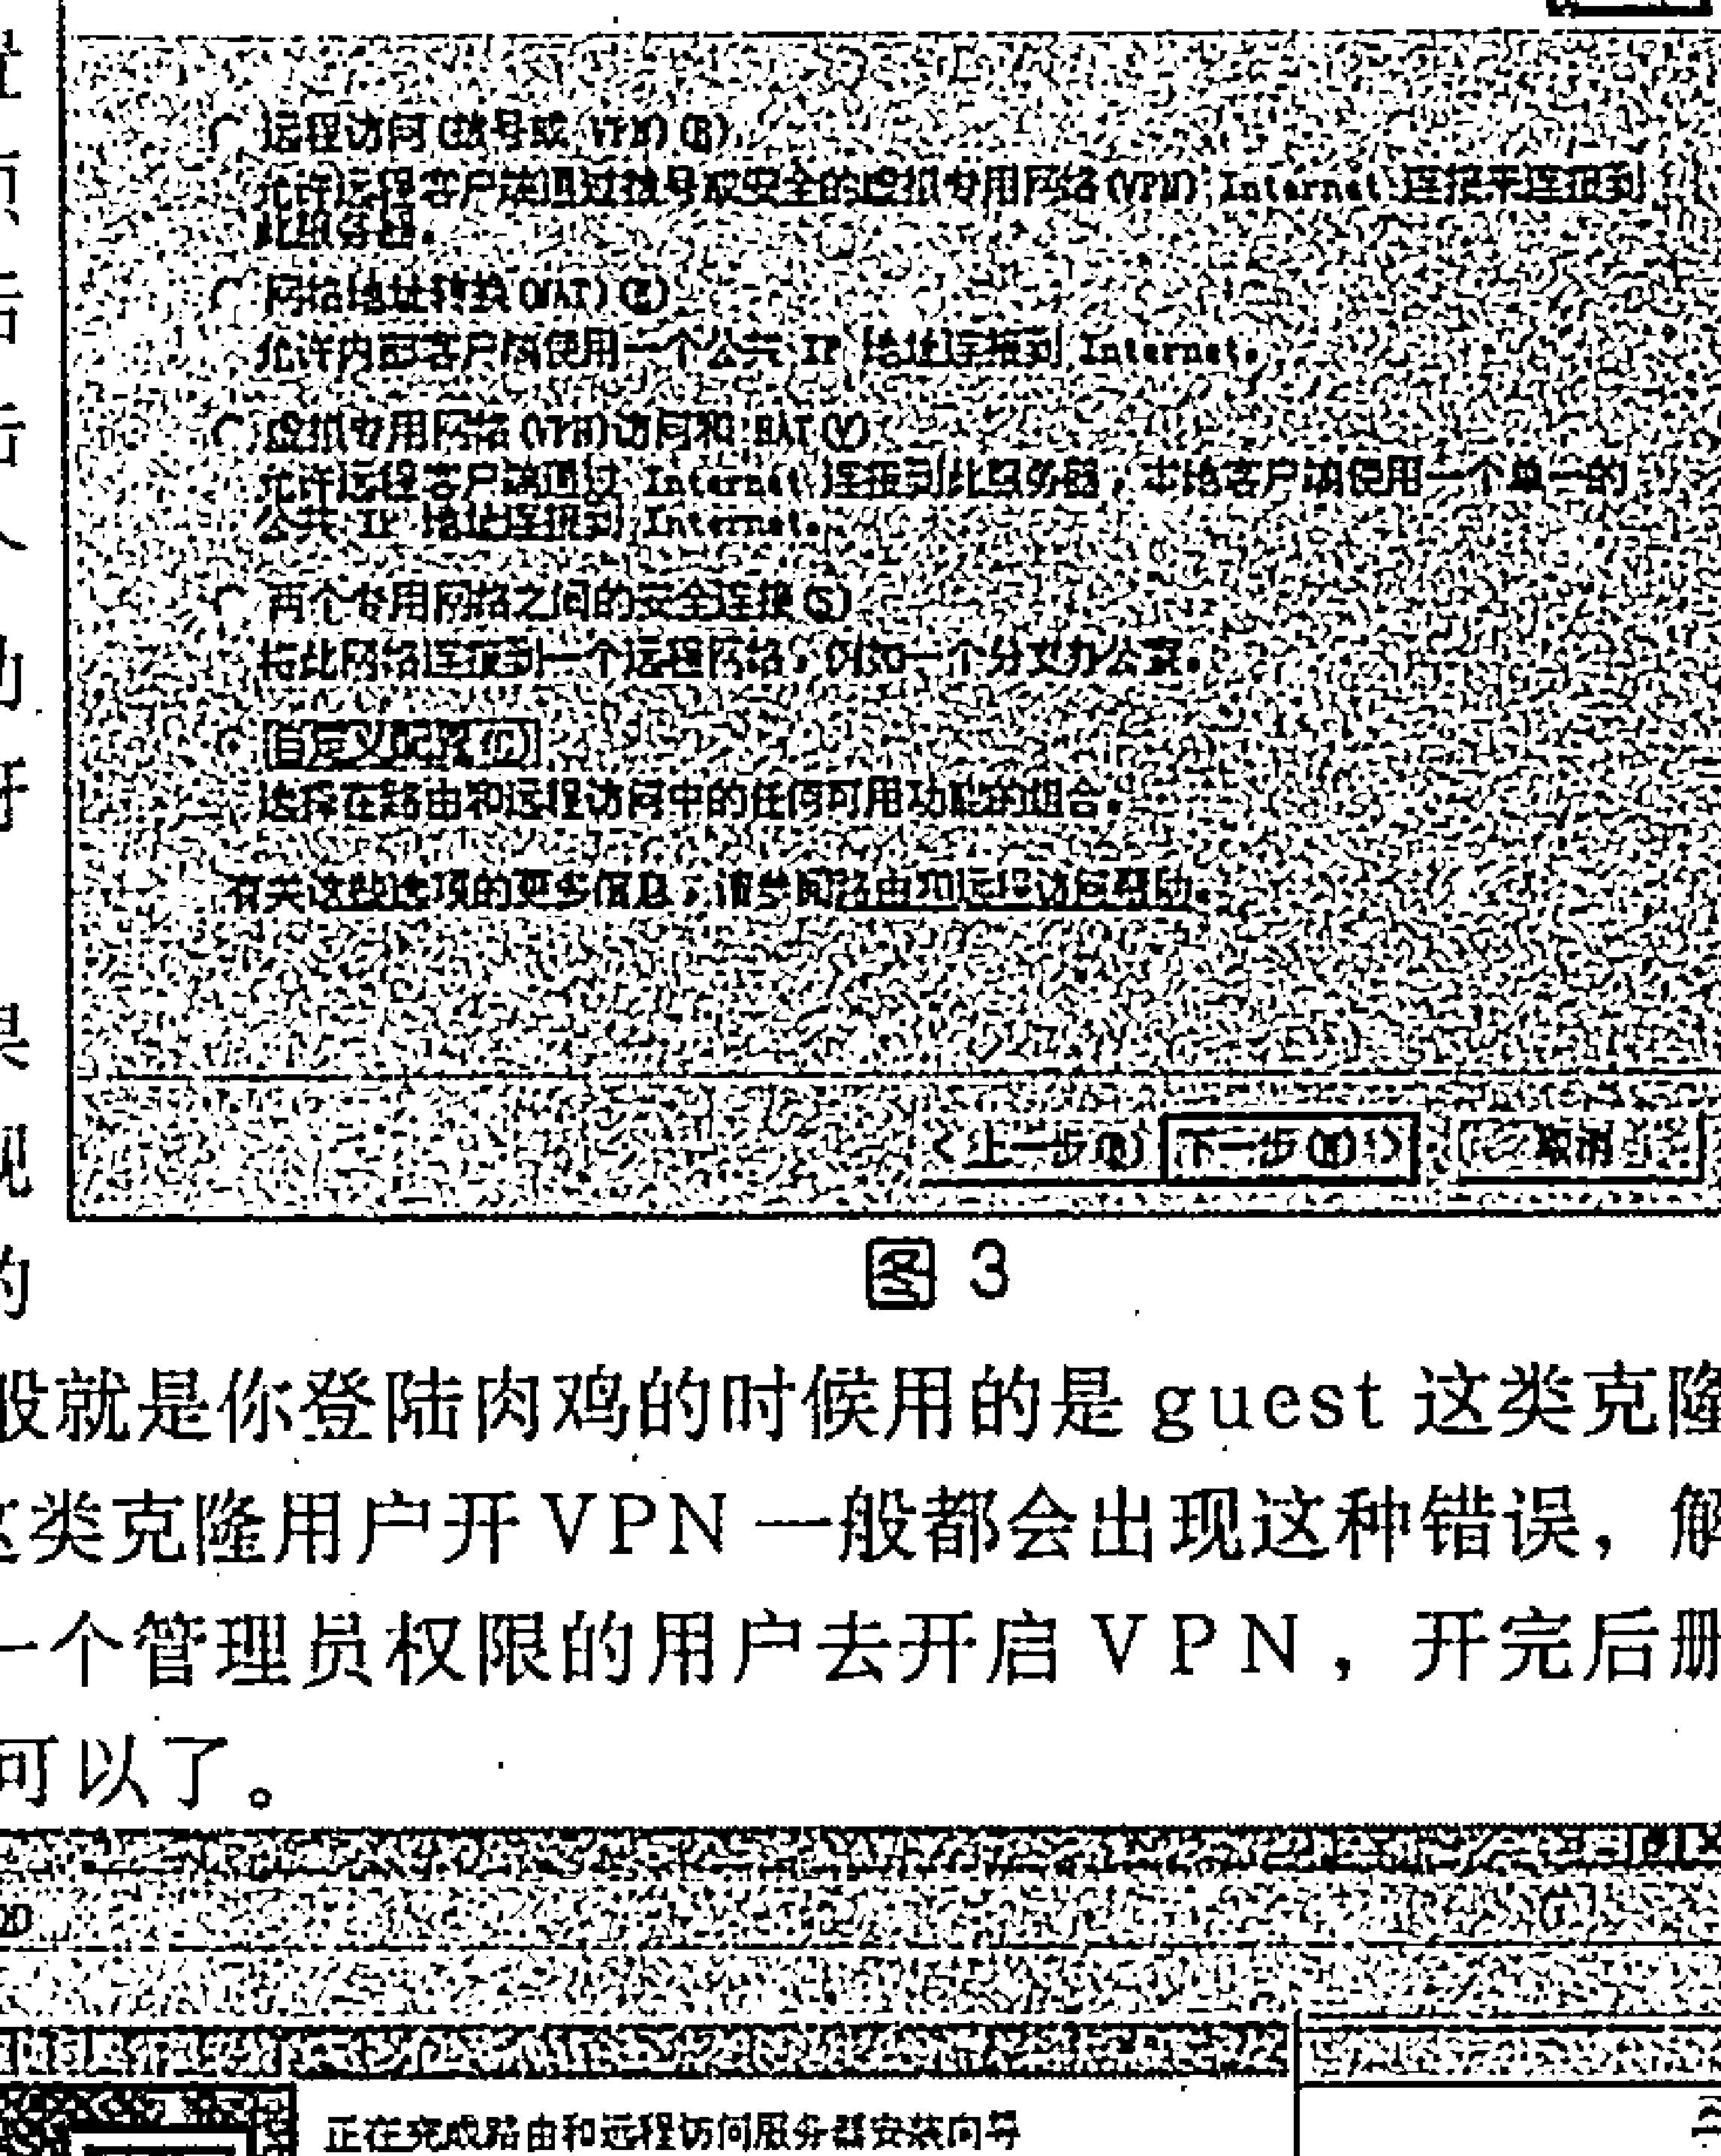 远程访问(拨号或 VPN)(R)
允许远程客户端通过拨号或安全的虚拟专用网络(VPN) Internet 连接来连接到
此服务器。
网络地址转换(NAT)(E)
允许内部客户端使用一个公共 IP 地址连接到 Internet。
虚拟专用网络(VPN)访问和 NAT(V)
允许远程客户端通过 Internet 连接到此服务器，本地客户端使用一个单一的
公共 IP 地址连接到 Internet。
两个专用网络之间的安全连接(S)
将此网络连接到一个远程网络，例如一个分支办公室。
自定义配置(C)
选择在路由和远程访问中的任何可用功能的组合。
有关这些选项的更多信息，请参阅路由和远程访问帮助。
<上一步(B) 下一步(N)> 取消
图 3
的
般就是你登陆肉鸡的时候用的是 guest 这类克隆
这类克隆用户开 VPN 一般都会出现这种错误，解
一个管理员权限的用户去开启 VPN，开完后删
可以了。
正在完成路由和远程访问服务器安装向导